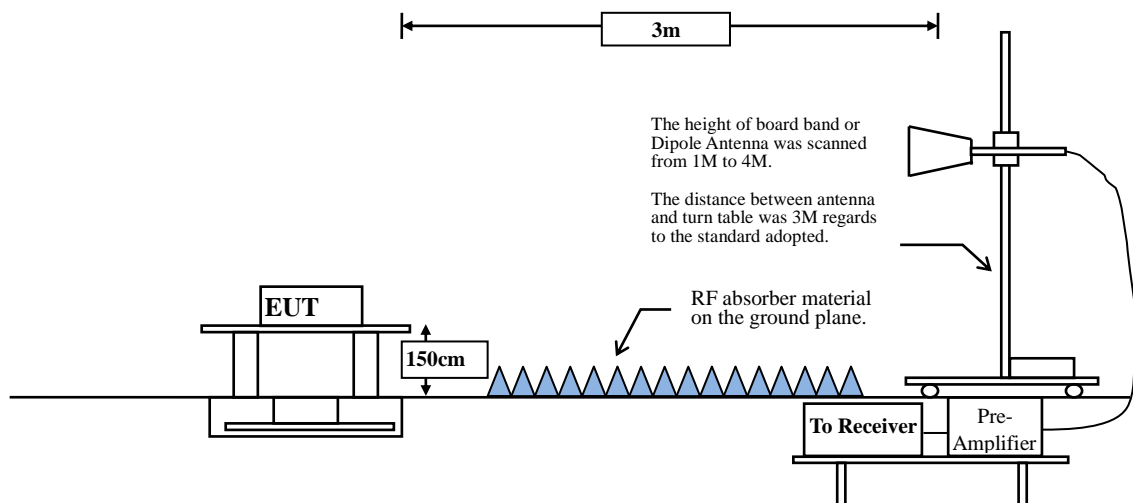 3m
The height of board band or
Dipole Antenna was scanned
from 1M to 4M.
The distance between antenna
and turn table was 3M regards
to the standard adopted.
EUT
RF absorber material
on the ground plane.
150cm
To Receiver
Pre-
Amplifier